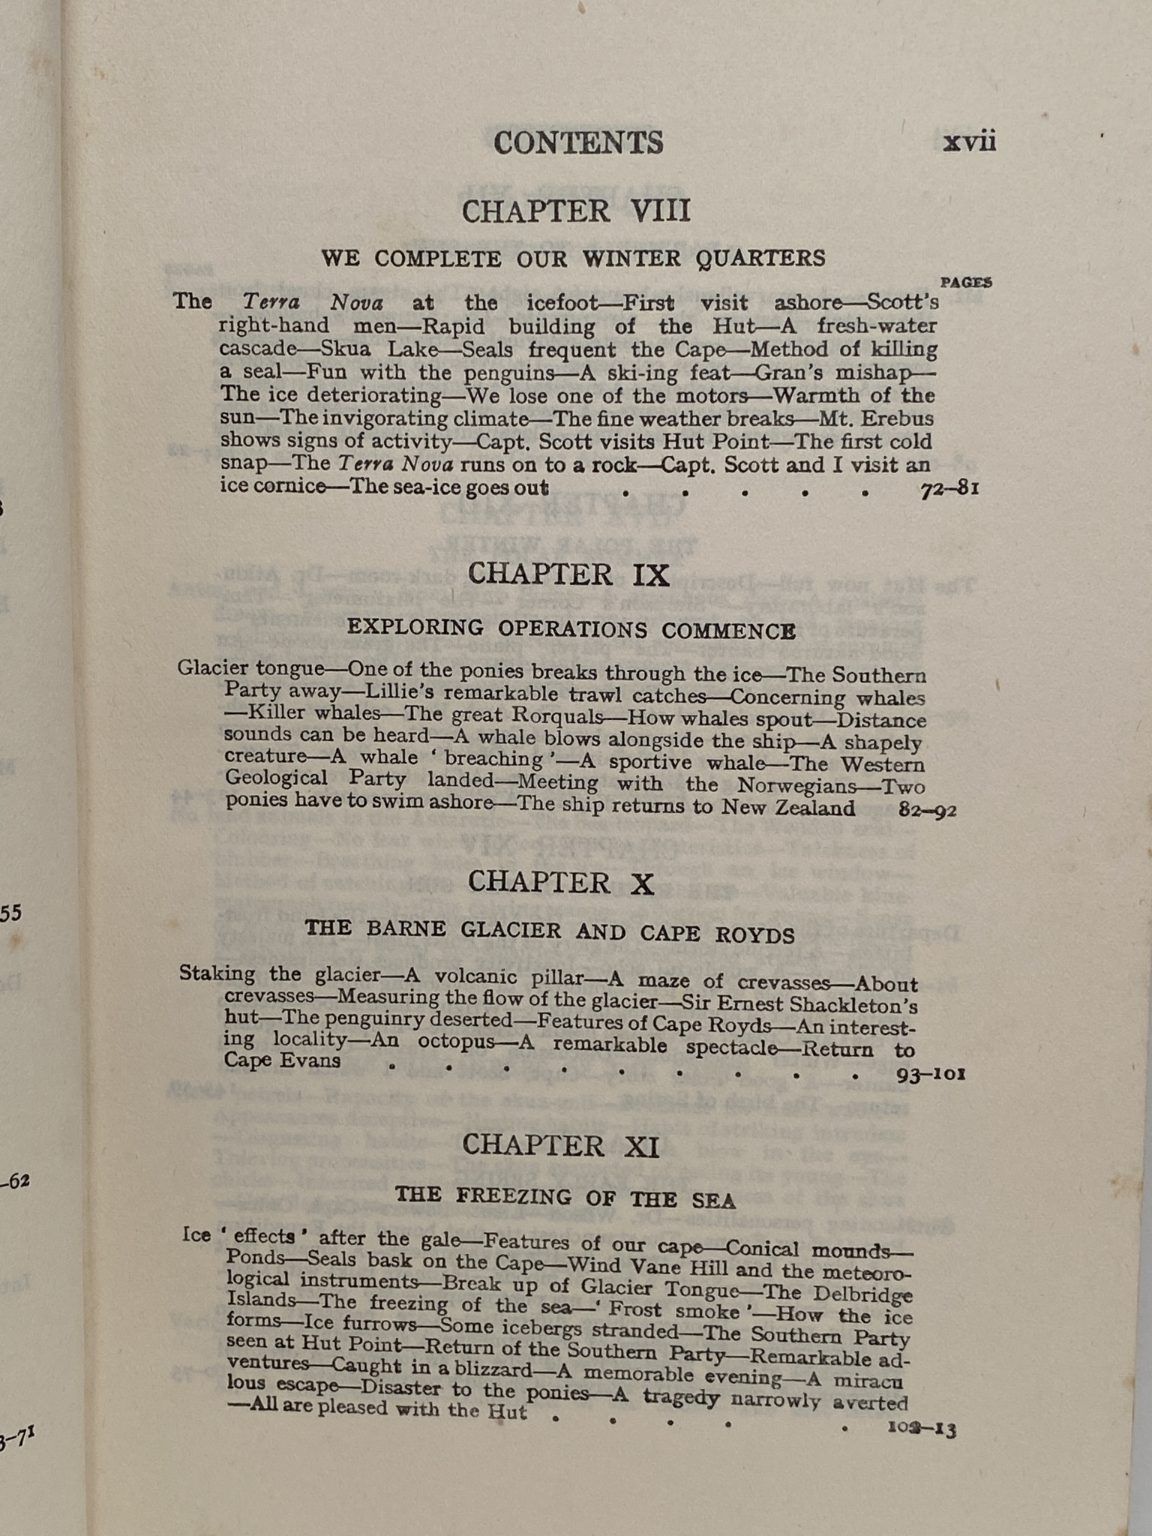 CONTENTS xvii
CHAPTER VIII
WE COMPLETE OUR WINTER QUARTERS
PAGES
The Terra Nova at the icefoot—First visit ashore—Scott's
right-hand men—Rapid building of the Hut—A fresh-water
cascade—Skua Lake—Seals frequent the Cape—Method of killing
a seal—Fun with the penguins—A ski-ing feat—Gran's mishap—
The ice deteriorating—We lose one of the motors—Warmth of the
sun—The invigorating climate—The fine weather breaks—Mt. Erebus
shows signs of activity—Capt. Scott visits Hut Point—The first cold
snap—The Terra Nova runs on to a rock—Capt. Scott and I visit an
ice cornice—The sea-ice goes out . . . . . 72–81
CHAPTER IX
EXPLORING OPERATIONS COMMENCE
Glacier tongue—One of the ponies breaks through the ice—The Southern
Party away—Lillie's remarkable trawl catches—Concerning whales
—Killer whales—The great Rorquals—How whales spout—Distance
sounds can be heard—A whale blows alongside the ship—A shapely
creature—A whale ' breaching '—A sportive whale—The Western
Geological Party landed—Meeting with the Norwegians—Two
ponies have to swim ashore—The ship returns to New Zealand 82–92
CHAPTER X
THE BARNE GLACIER AND CAPE ROYDS
Staking the glacier—A volcanic pillar—A maze of crevasses—About
crevasses—Measuring the flow of the glacier—Sir Ernest Shackleton's
hut—The penguinry deserted—Features of Cape Royds—An interest-
ing locality—An octopus—A remarkable spectacle—Return to
Cape Evans . . . . . . . . . 93–101
CHAPTER XI
THE FREEZING OF THE SEA
Ice ' effects ' after the gale—Features of our cape—Conical mounds—
Ponds—Seals bask on the Cape—Wind Vane Hill and the meteoro-
logical instruments—Break up of Glacier Tongue—The Delbridge
Islands—The freezing of the sea—' Frost smoke '—How the ice
forms—Ice furrows—Some icebergs stranded—The Southern Party
seen at Hut Point—Return of the Southern Party—Remarkable ad-
ventures—Caught in a blizzard—A memorable evening—A miracu
lous escape—Disaster to the ponies—A tragedy narrowly averted
—All are pleased with the Hut . . . . . 102–13
55
–62
3–71